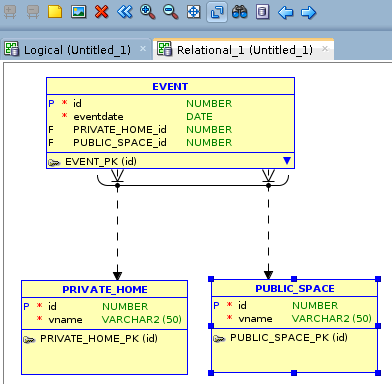 Logical (Untitled_1)
Relational_1 (Untitled_1)
EVENT
P * id NUMBER
* eventdate DATE
F PRIVATE_HOME_id NUMBER
F PUBLIC_SPACE_id NUMBER
EVENT_PK (id)
PRIVATE_HOME
P * id NUMBER
* vname VARCHAR2 (50)
PRIVATE_HOME_PK (id)
PUBLIC_SPACE
P * id NUMBER
* vname VARCHAR2 (50)
PUBLIC_SPACE_PK (id)